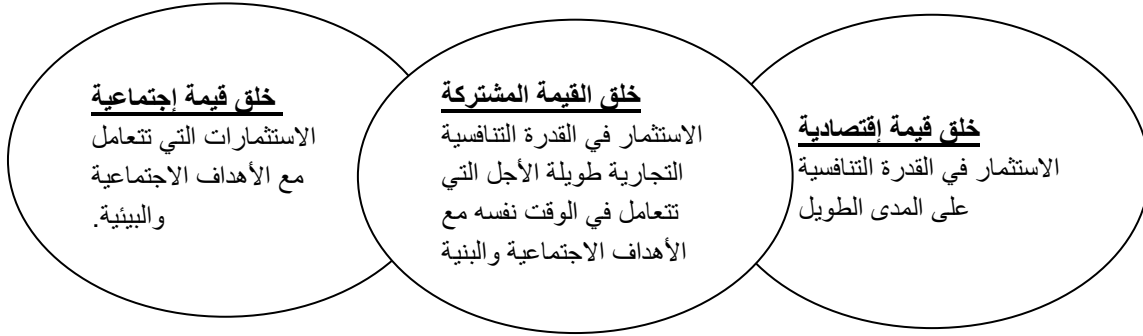 خلق قيمة إقتصادية
الاستثمار في القدرة التنافسية
على المدى الطويل
خلق القيمة المشتركة
الاستثمار في القدرة التنافسية
التجارية طويلة الأجل التي
تتعامل في الوقت نفسه مع
الأهداف الاجتماعية والبنية
خلق قيمة إجتماعية
الاستثمارات التي تتعامل
مع الأهداف الاجتماعية
والبيئية.